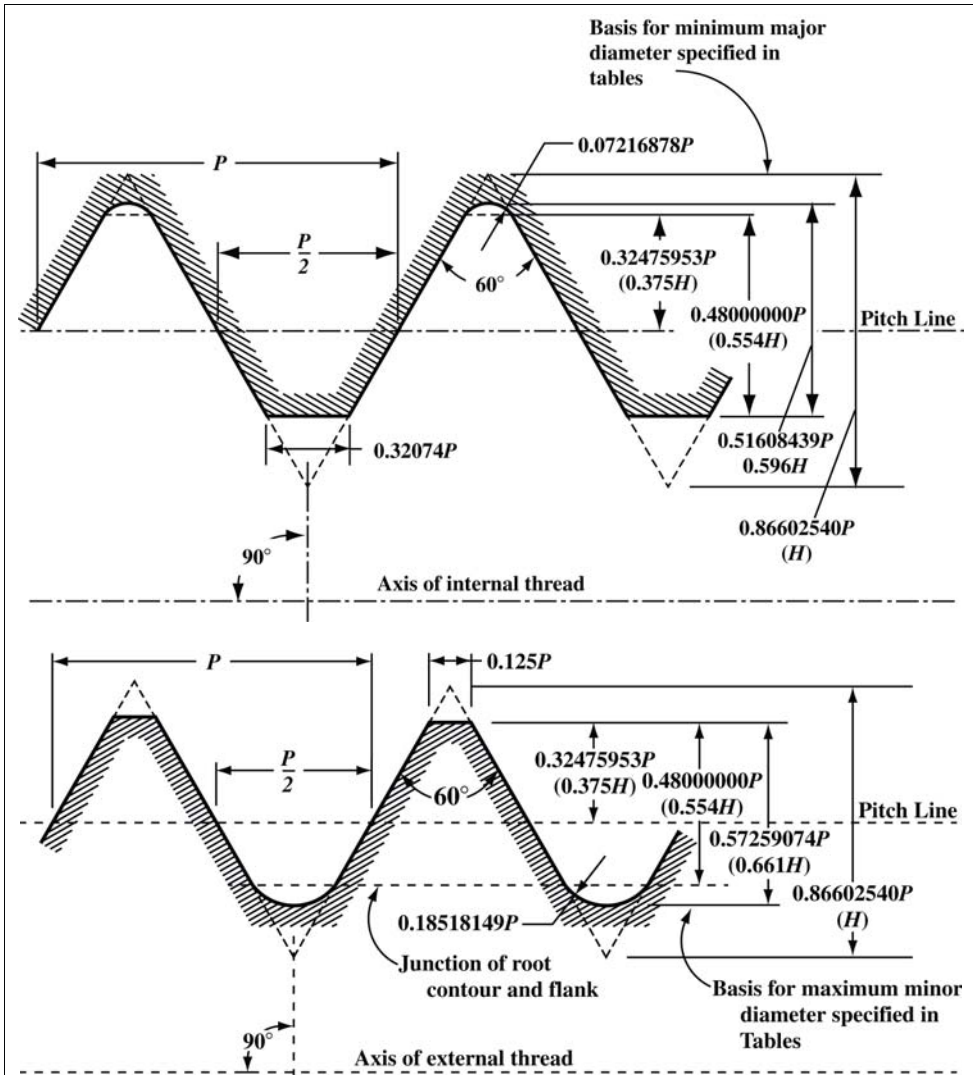 Basis for minimum major
diameter specified in
tables
0.07216878P
P
P
2
60°
0.32475953P
(0.375H)
0.48000000P
(0.554H)
Pitch Line
0.51608439P
0.596H
0.32074P
0.86602540P
(H)
90°
Axis of internal thread
P
0.125P
P
2
60°
0.32475953P
(0.375H)
0.48000000P
(0.554H)
Pitch Line
0.57259074P
(0.661H)
0.86602540P
(H)
0.18518149P
Junction of root
contour and flank
Basis for maximum minor
diameter specified in
Tables
90°
Axis of external thread